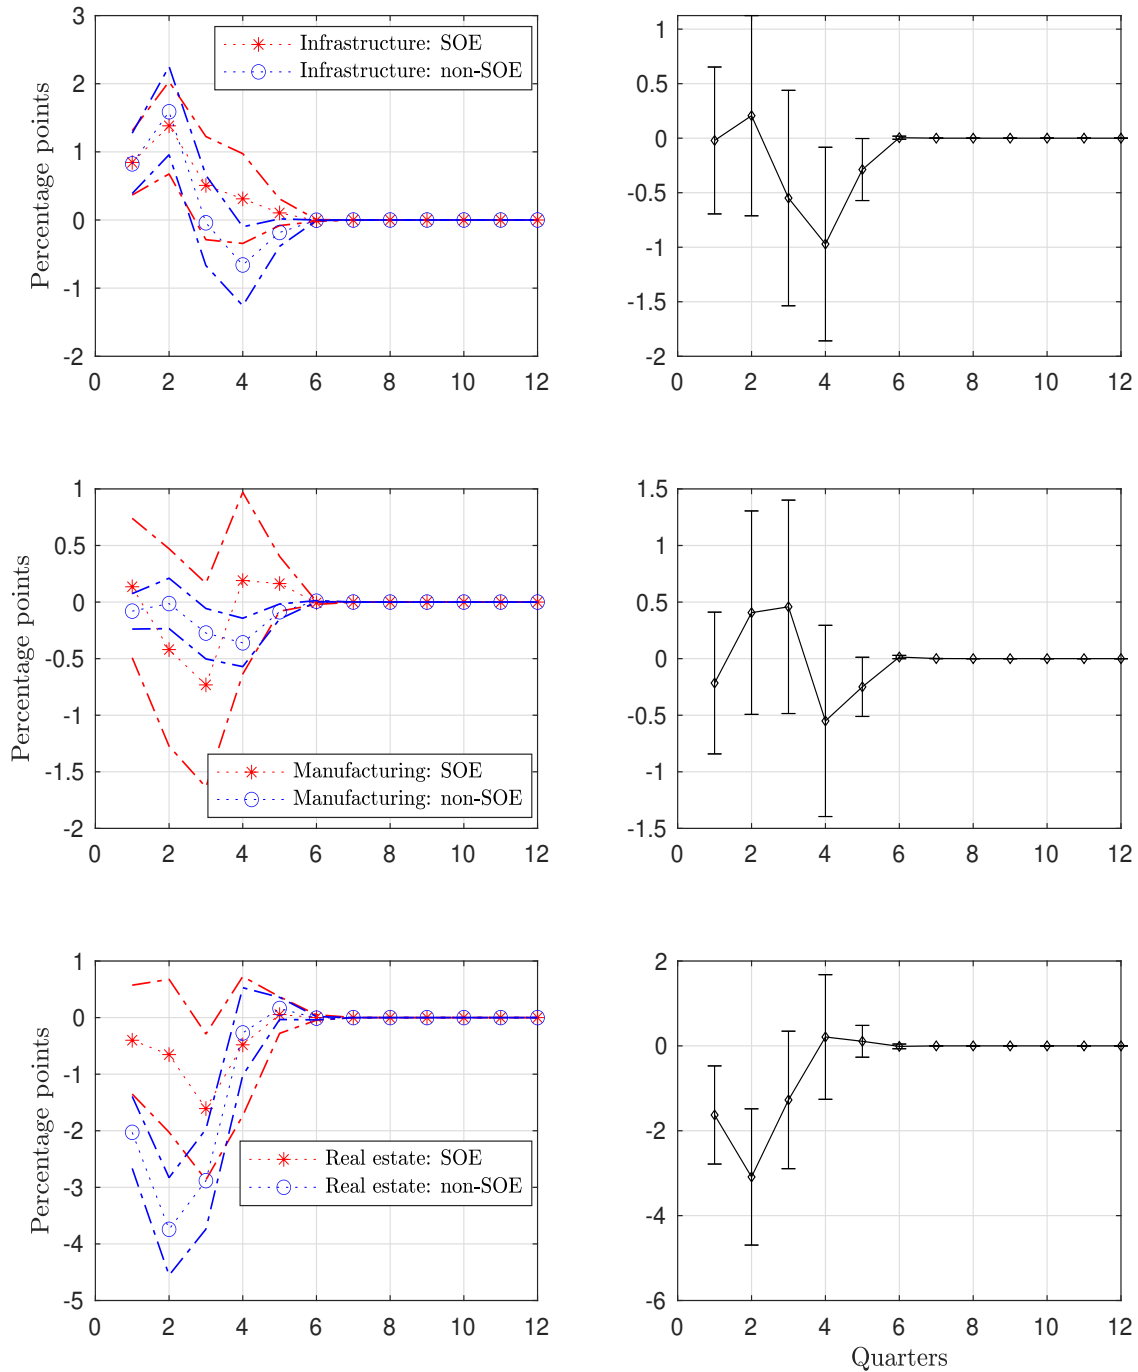 3
2
1
0
-1
-2
Percentage points
Infrastructure: SOE
Infrastructure: non-SOE
0 2 4 6 8 10 12
1
0.5
0
-0.5
-1
-1.5
-2
0 2 4 6 8 10 12
1
0.5
0
-0.5
-1
-1.5
-2
Percentage points
Manufacturing: SOE
Manufacturing: non-SOE
0 2 4 6 8 10 12
1.5
1
0.5
0
-0.5
-1
-1.5
0 2 4 6 8 10 12
1
0
-1
-2
-3
-4
-5
Percentage points
Real estate: SOE
Real estate: non-SOE
0 2 4 6 8 10 12
2
0
-2
-4
-6
0 2 4 6 8 10 12
Quarters